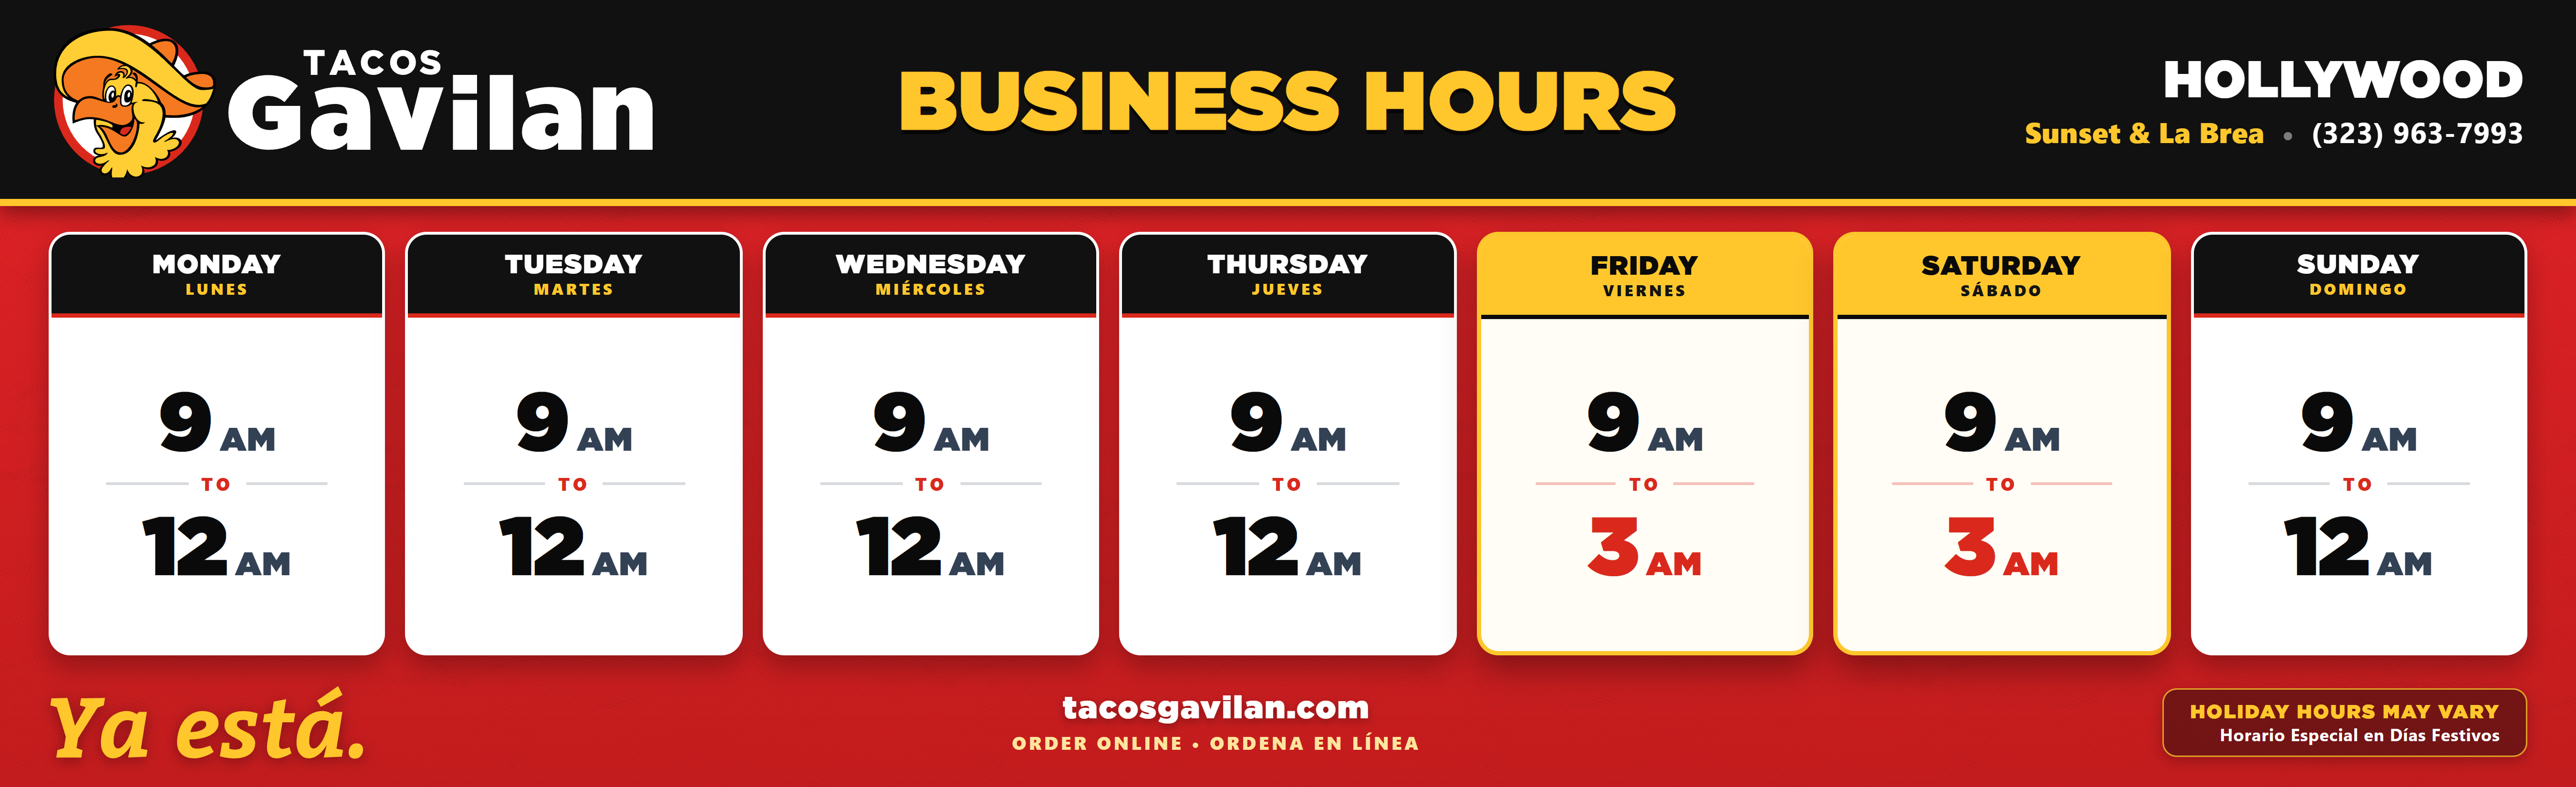 TACOS
Gavilan
BUSINESS HOURS
HOLLYWOOD
Sunset & La Brea • (323) 963-7993
MONDAY
LUNES
9 AM
TO
12 AM
TUESDAY
MARTES
9 AM
TO
12 AM
WEDNESDAY
MIÉRCOLES
9 AM
TO
12 AM
THURSDAY
JUEVES
9 AM
TO
12 AM
FRIDAY
VIERNES
9 AM
TO
3 AM
SATURDAY
SÁBADO
9 AM
TO
3 AM
SUNDAY
DOMINGO
9 AM
TO
12 AM
Ya está.
tacosgavilan.com
ORDER ONLINE • ORDENA EN LÍNEA
HOLIDAY HOURS MAY VARY
Horario Especial en Días Festivos